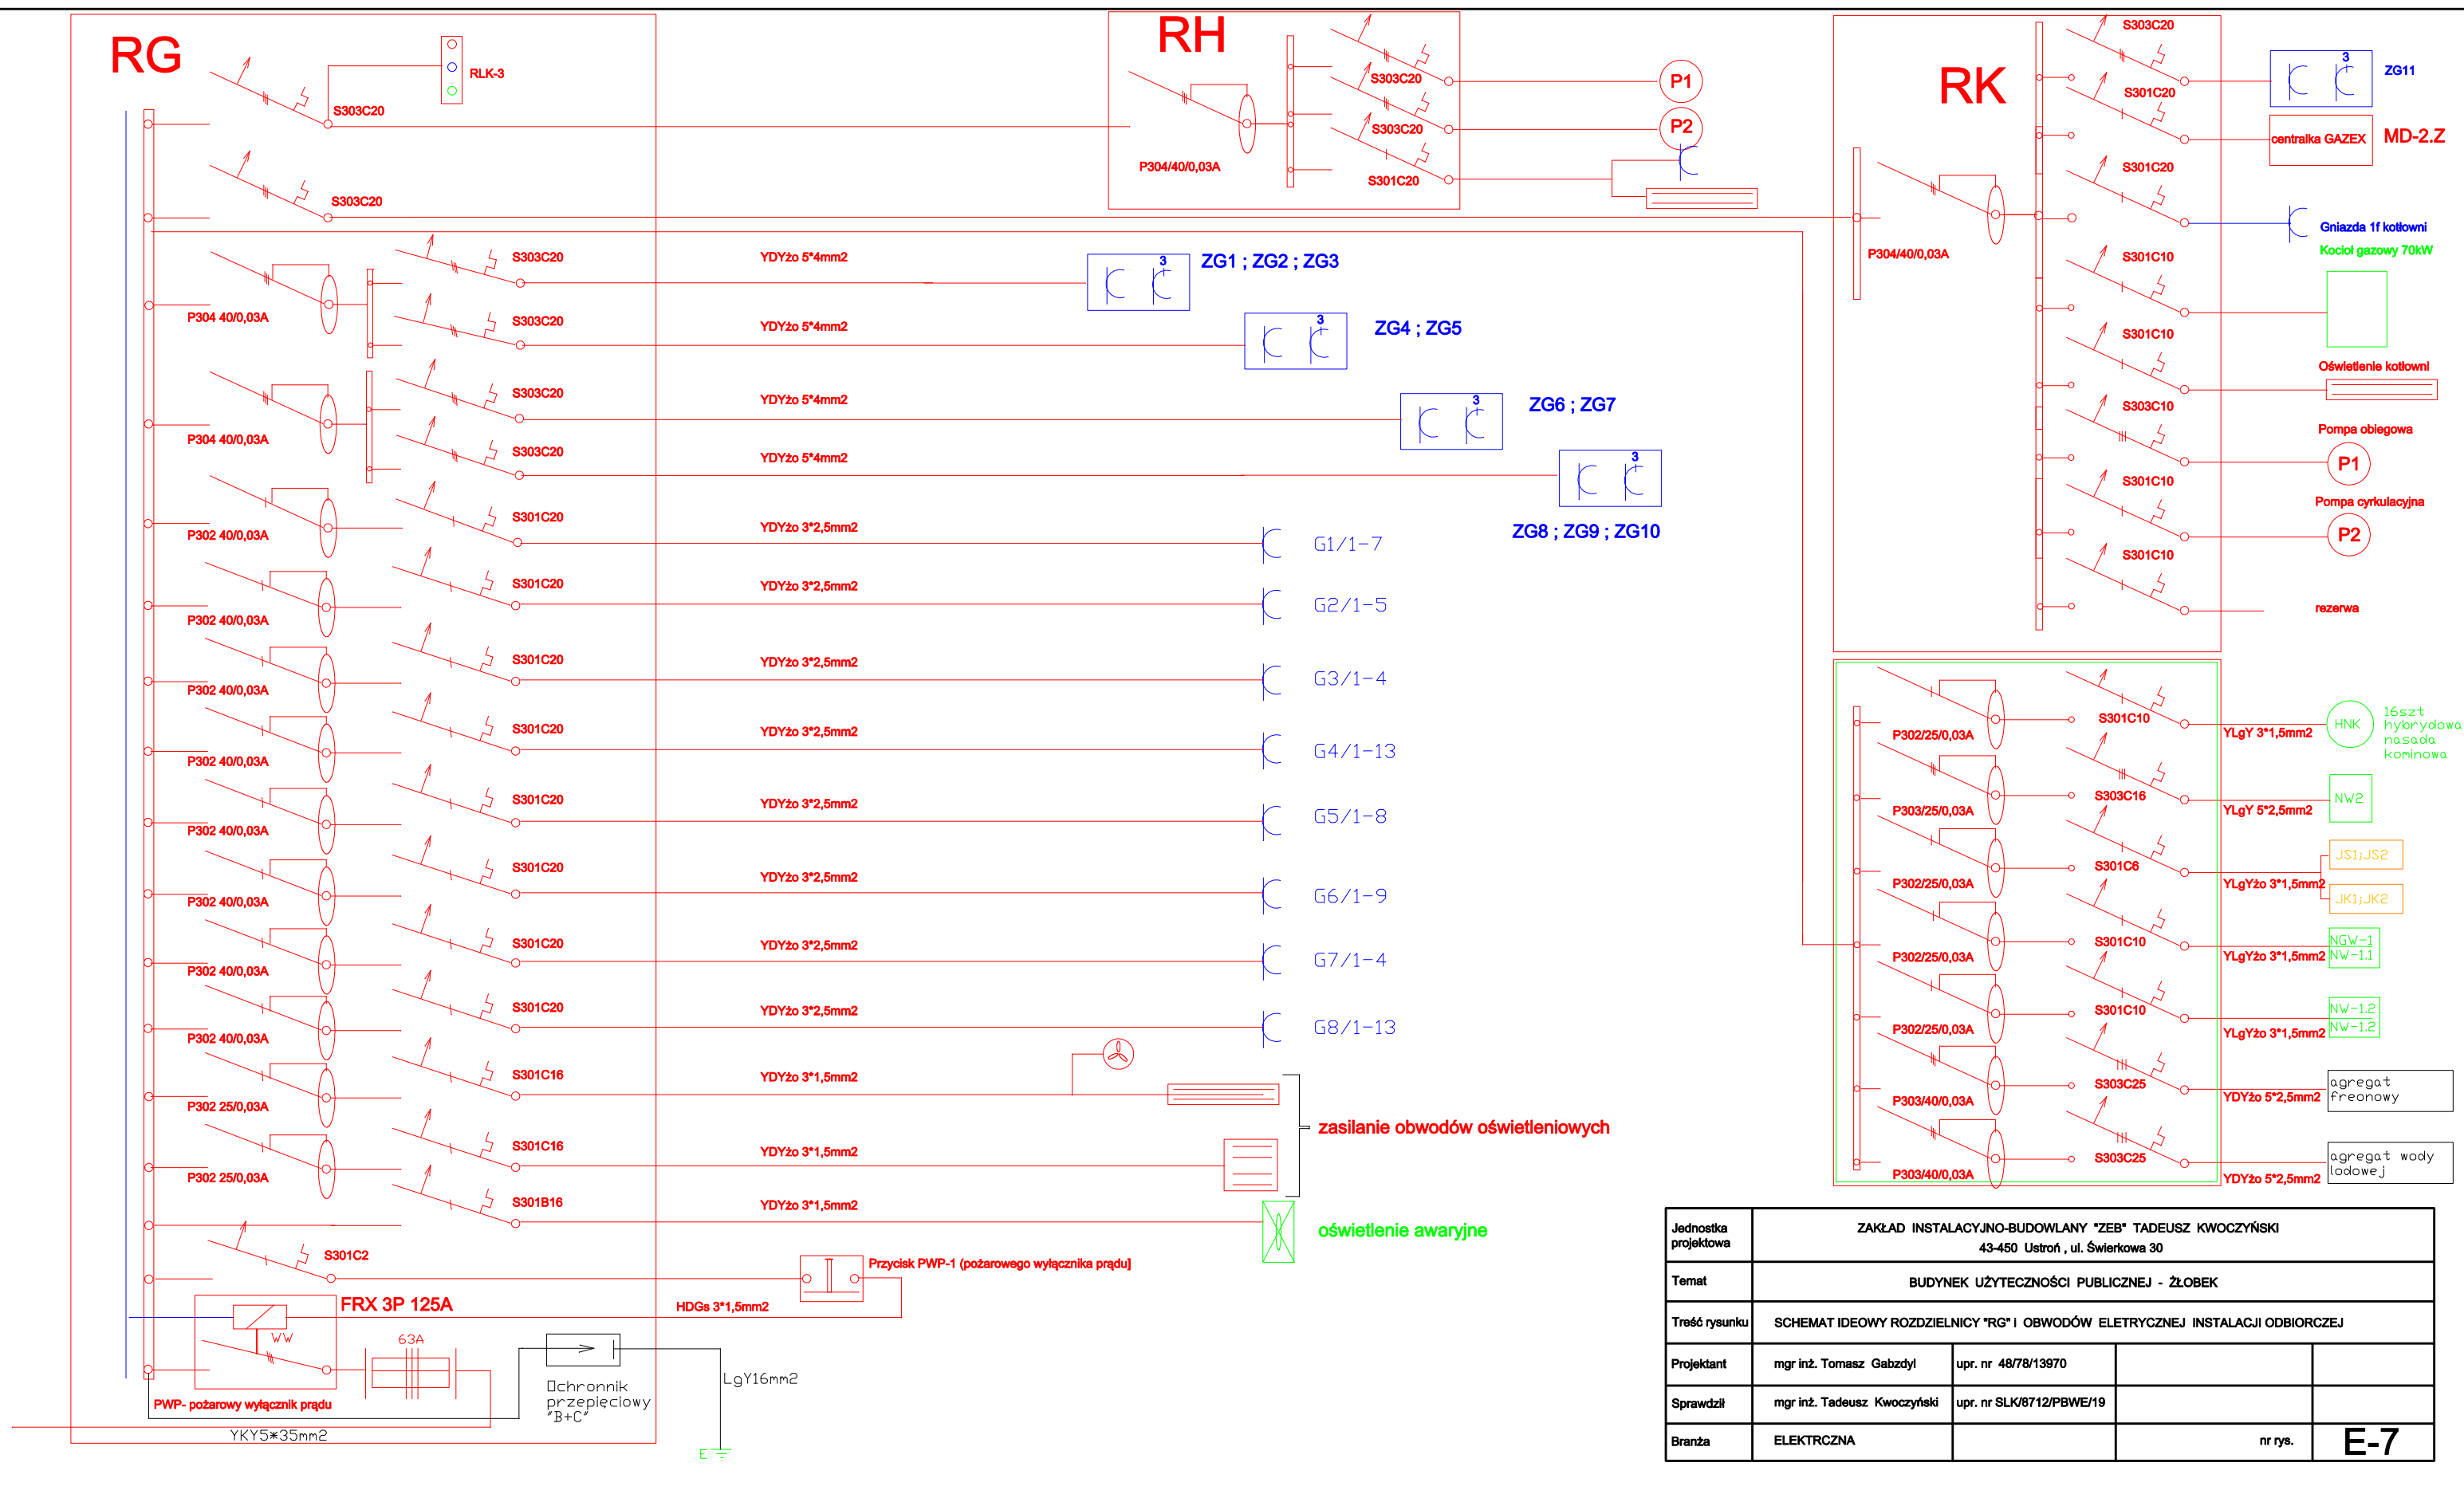 RG
RLK-3
S303C20
S303C20
P304 40/0,03A
S303C20
YDYżo 5*4mm2
3
ZG1 ; ZG2 ; ZG3
S303C20
YDYżo 5*4mm2
3
ZG4 ; ZG5
P304 40/0,03A
S303C20
YDYżo 5*4mm2
3
ZG6 ; ZG7
S303C20
YDYżo 5*4mm2
3
ZG8 ; ZG9 ; ZG10
P302 40/0,03A
S301C20
YDYżo 3*2,5mm2
G1/1-7
P302 40/0,03A
S301C20
YDYżo 3*2,5mm2
G2/1-5
P302 40/0,03A
S301C20
YDYżo 3*2,5mm2
G3/1-4
P302 40/0,03A
S301C20
YDYżo 3*2,5mm2
G4/1-13
P302 40/0,03A
S301C20
YDYżo 3*2,5mm2
G5/1-8
P302 40/0,03A
S301C20
YDYżo 3*2,5mm2
G6/1-9
P302 40/0,03A
S301C20
YDYżo 3*2,5mm2
G7/1-4
P302 40/0,03A
S301C20
YDYżo 3*2,5mm2
G8/1-13
P302 25/0,03A
S301C16
YDYżo 3*1,5mm2
P302 25/0,03A
S301C16
YDYżo 3*1,5mm2
zasilanie obwodów oświetleniowych
S301B16
YDYżo 3*1,5mm2
oświetlenie awaryjne
S301C2
Przycisk PWP-1 (pożarowego wyłącznika prądu]
HDGs 3*1,5mm2
FRX 3P 125A
WW
63A
PWP- pożarowy wyłącznik prądu
YKY5*35mm2
Ochronnik
przepięciowy
"B+C"
LgY16mm2
E
RH
P304/40/0,03A
S303C20
P1
S303C20
P2
S301C20
RK
P304/40/0,03A
S303C20
3
ZG11
S301C20
centralka GAZEX
MD-2.Z
S301C20
Gniazda 1f kotłowni
Kocioł gazowy 70kW
S301C10
S301C10
Oświetlenie kotłowni
S303C10
Pompa obiegowa
P1
S301C10
Pompa cyrkulacyjna
P2
S301C10
rezerwa
P302/25/0,03A
S301C10
YLgY 3*1,5mm2
HNK
16szt
hybrydowa
nasada
kominowa
P303/25/0,03A
S303C16
YLgY 5*2,5mm2
NW2
P302/25/0,03A
S301C6
YLgYżo 3*1,5mm2
JS1;JS2
JK1;JK2
P302/25/0,03A
S301C10
YLgYżo 3*1,5mm2
NGW-1
NW-1.1
P302/25/0,03A
S301C10
YLgYżo 3*1,5mm2
NW-1.2
NW-1.2
P303/40/0,03A
S303C25
YDYżo 5*2,5mm2
agregat
freonowy
P303/40/0,03A
S303C25
YDYżo 5*2,5mm2
agregat wody
lodowej
Jednostka
projektowa
ZAKŁAD INSTALACYJNO-BUDOWLANY "ZEB" TADEUSZ KWOCZYŃSKI
43-450 Ustroń , ul. Świerkowa 30
Temat
BUDYNEK UŻYTECZNOŚCI PUBLICZNEJ - ŻŁOBEK
Treść rysunku
SCHEMAT IDEOWY ROZDZIELNICY "RG" i OBWODÓW ELETRYCZNEJ INSTALACJI ODBIORCZEJ
Projektant
mgr inż. Tomasz Gabzdyl
upr. nr 48/78/13970
Sprawdził
mgr inż. Tadeusz Kwoczyński
upr. nr SLK/8712/PBWE/19
Branża
ELEKTRCZNA
nr rys.
E-7